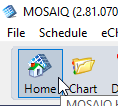 MOSAIQ (2.81.070
File Schedule eCH
Home Chart D
MOSAIQ H